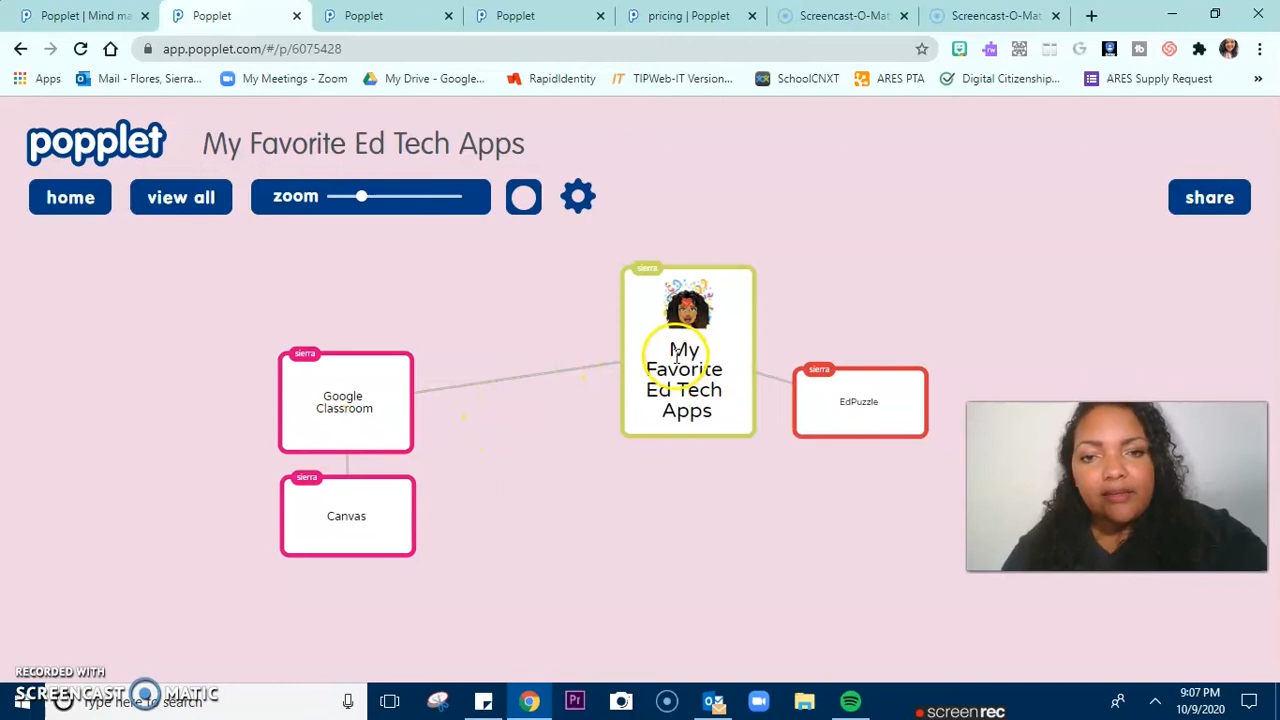 Popplet | Mind ma
Popplet
Popplet
Popplet
pricing | Popplet
Screencast-O-Mat
Screencast-O-Mat
app.popplet.com/#/p/6075428
Apps
Mail - Flores, Sierra...
My Meetings - Zoom
My Drive - Google...
RapidIdentity
TIPWeb-IT Version...
SchoolCNXT
ARES PTA
Digital Citizenship...
ARES Supply Request
popplet
My Favorite Ed Tech Apps
home
view all
zoom
share
sierra
My
Favorite
Ed Tech
Apps
sierra
Google
Classroom
sierra
EdPuzzle
sierra
Canvas
RECORDED WITH
SCREENCAST MATIC
Type here to search
screenrec
9:07 PM
10/9/2020